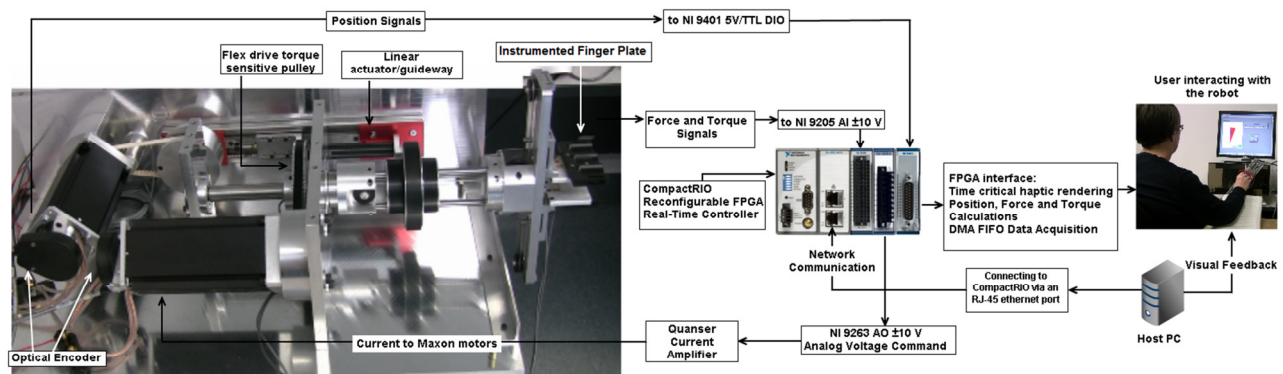 Position Signals
to NI 9401 5V/TTL DIO
Flex drive torque
sensitive pulley
Linear
actuator/guideway
Instrumented Finger Plate
User interacting with
the robot
Force and Torque
Signals
to NI 9205 AI ±10 V
CompactRIO
Reconfigurable FPGA
Real-Time Controller
FPGA interface:
Time critical haptic rendering
Position, Force and Torque
Calculations
DMA FIFO Data Acquisition
Network
Communication
Connecting to
CompactRIO via an
RJ-45 ethernet port
Visual Feedback
Host PC
NI 9263 AO ±10 V
Analog Voltage Command
Quanser
Current
Amplifier
Current to Maxon motors
Optical Encoder